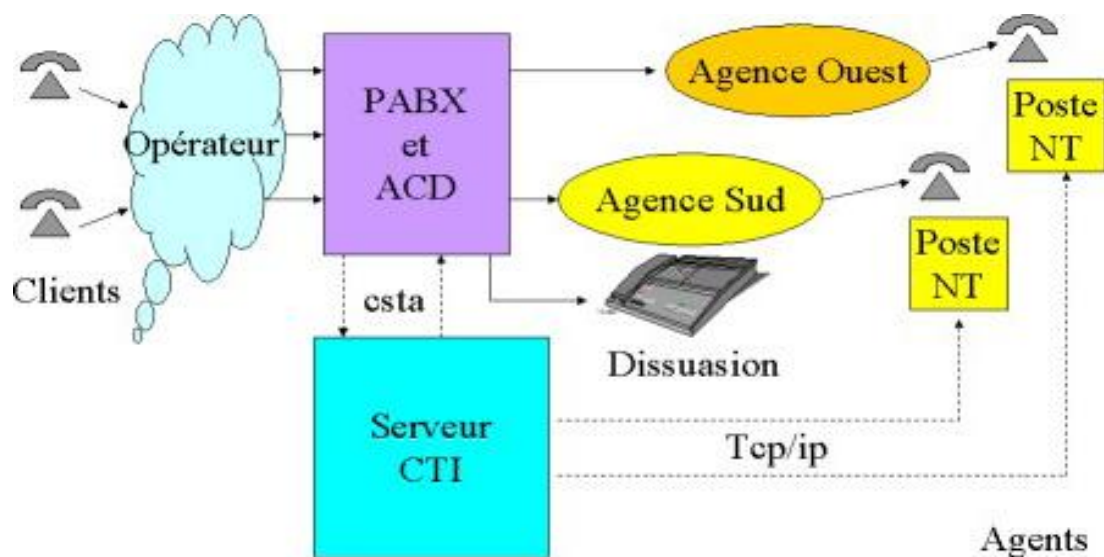 Agence Ouest
PABX
et
ACD
Poste
NT
Opérateur
Agence Sud
Poste
NT
Clients
csta
Dissuasion
Serveur
CTI
Tcp/ip
Agents